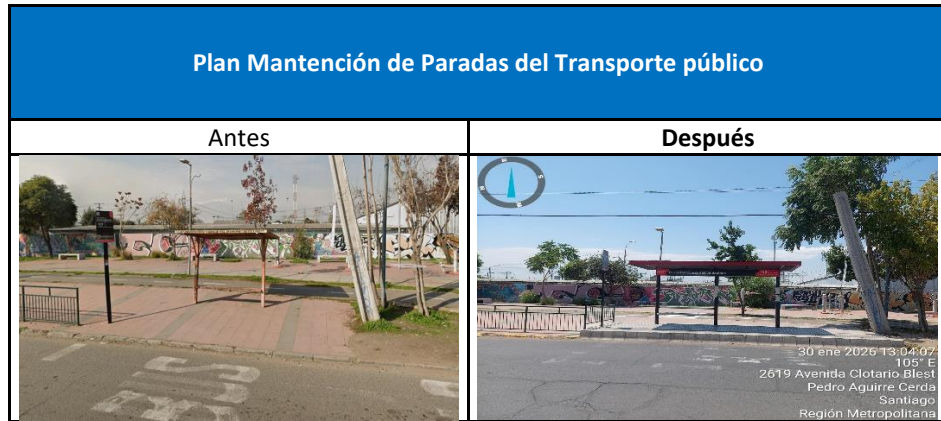 Plan Mantención de Paradas del Transporte público
Antes
Después
BUS
30 ene 2026 13:04:07
105° E
2619 Avenida Clotario Blest
Pedro Aguirre Cerda
Santiago
Región Metropolitana